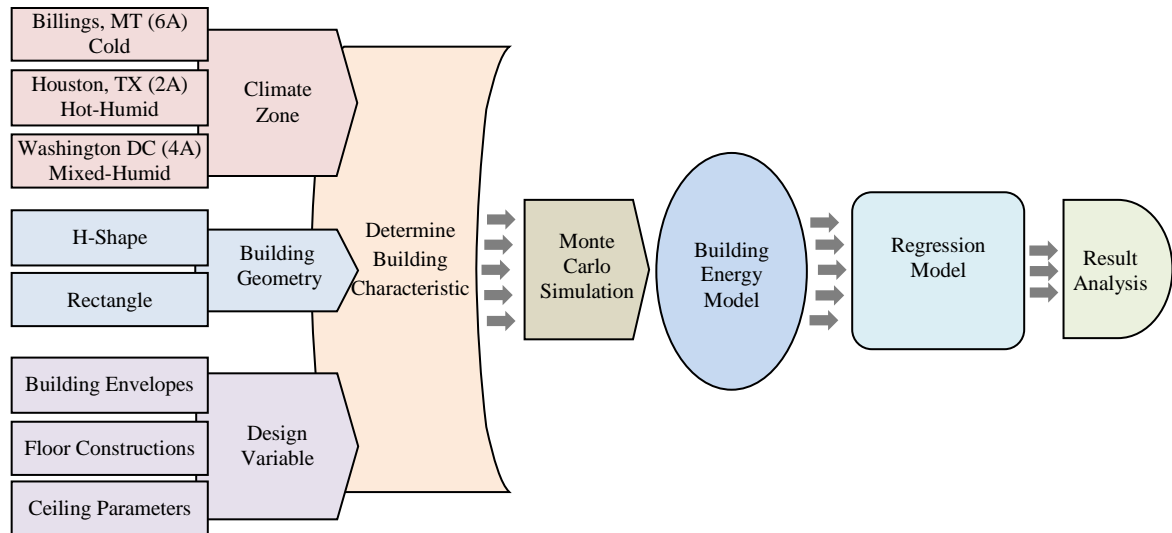 Billings, MT (6A)
Cold
Houston, TX (2A)
Hot-Humid
Washington DC (4A)
Mixed-Humid
Climate
Zone
H-Shape
Rectangle
Building
Geometry
Building Envelopes
Floor Constructions
Ceiling Parameters
Design
Variable
Determine
Building
Characteristic
Monte
Carlo
Simulation
Building
Energy
Model
Regression
Model
Result
Analysis